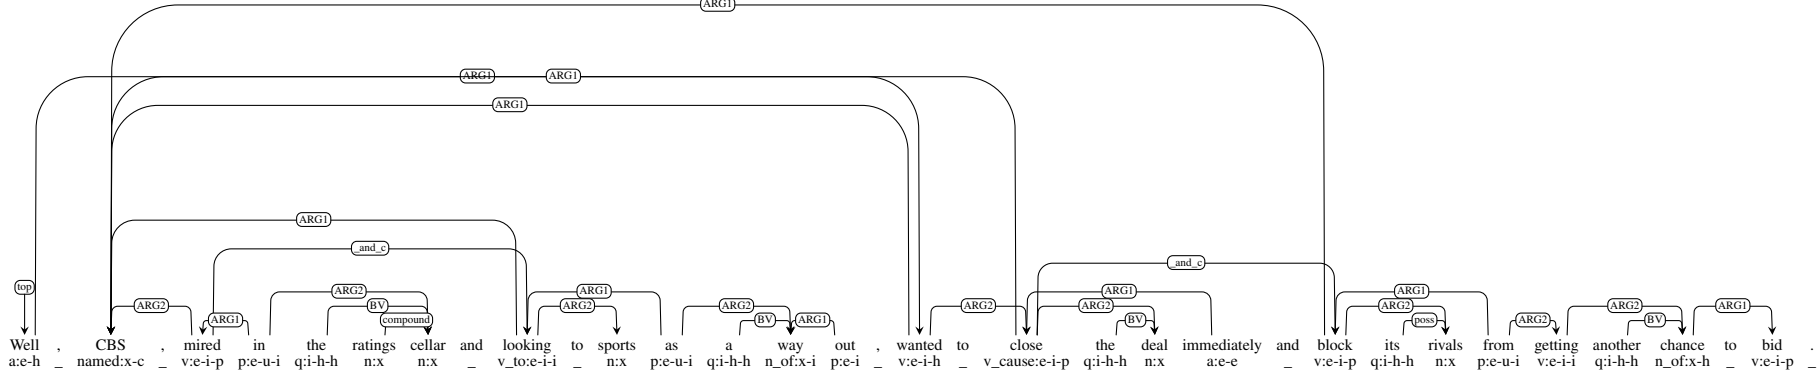 ARG1
ARG1 ARG1
ARG1
ARG1
_and_c
_and_c
top ARG2 ARG1 ARG1
ARG2 BV ARG2 ARG2 ARG2 ARG2 ARG2 ARG2 ARG1
ARG1 compound BV ARG1 BV poss ARG2 BV
Well , CBS , mired in the ratings cellar and looking to sports as a way out , wanted to close the deal immediately and block its rivals from getting another chance to bid .
a:e-h _ named:x-c _ v:e-i-p p:e-u-i q:i-h-h n:x n:x _ v_to:e-i-i _ n:x p:e-u-i q:i-h-h n_of:x-i p:e-i _ v:e-i-h _ v_cause:e-i-p q:i-h-h n:x a:e-e _ v:e-i-p q:i-h-h n:x p:e-u-i v:e-i-i q:i-h-h n_of:x-h _ v:e-i-p _